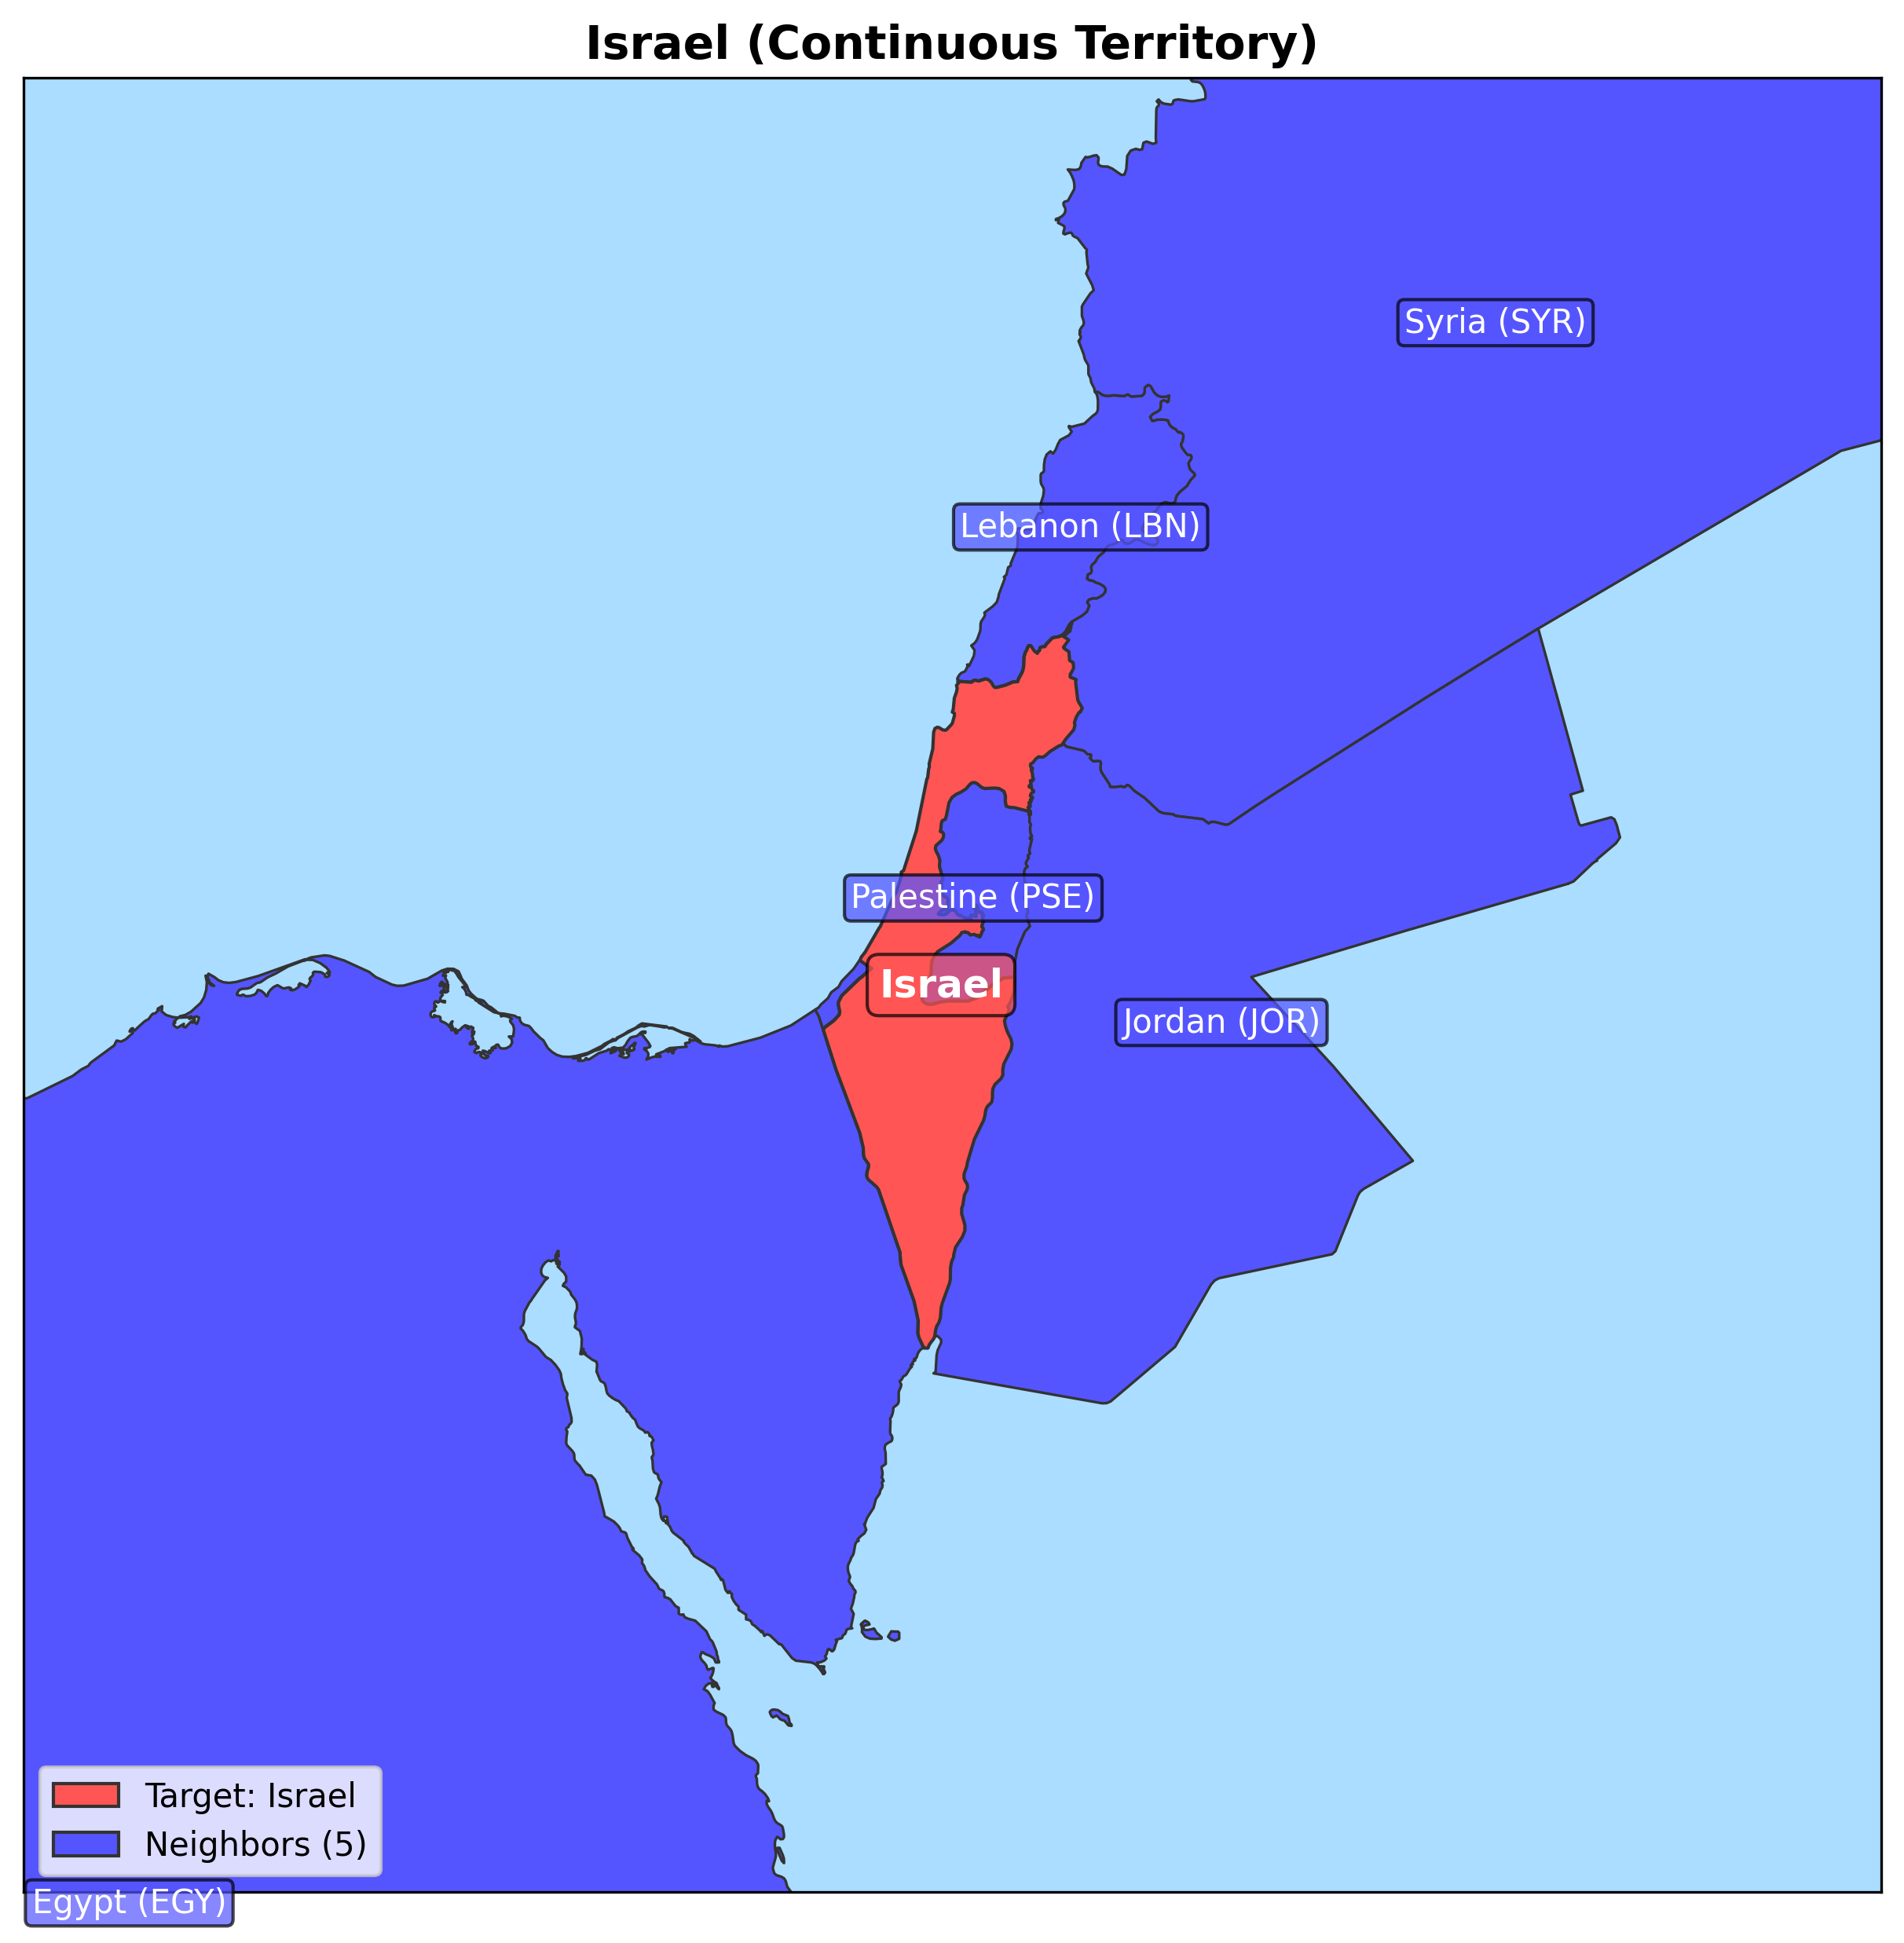 Israel (Continuous Territory)
Syria (SYR)
Lebanon (LBN)
Palestine (PSE)
Israel
Jordan (JOR)
Target: Israel
Neighbors (5)
Egypt (EGY)